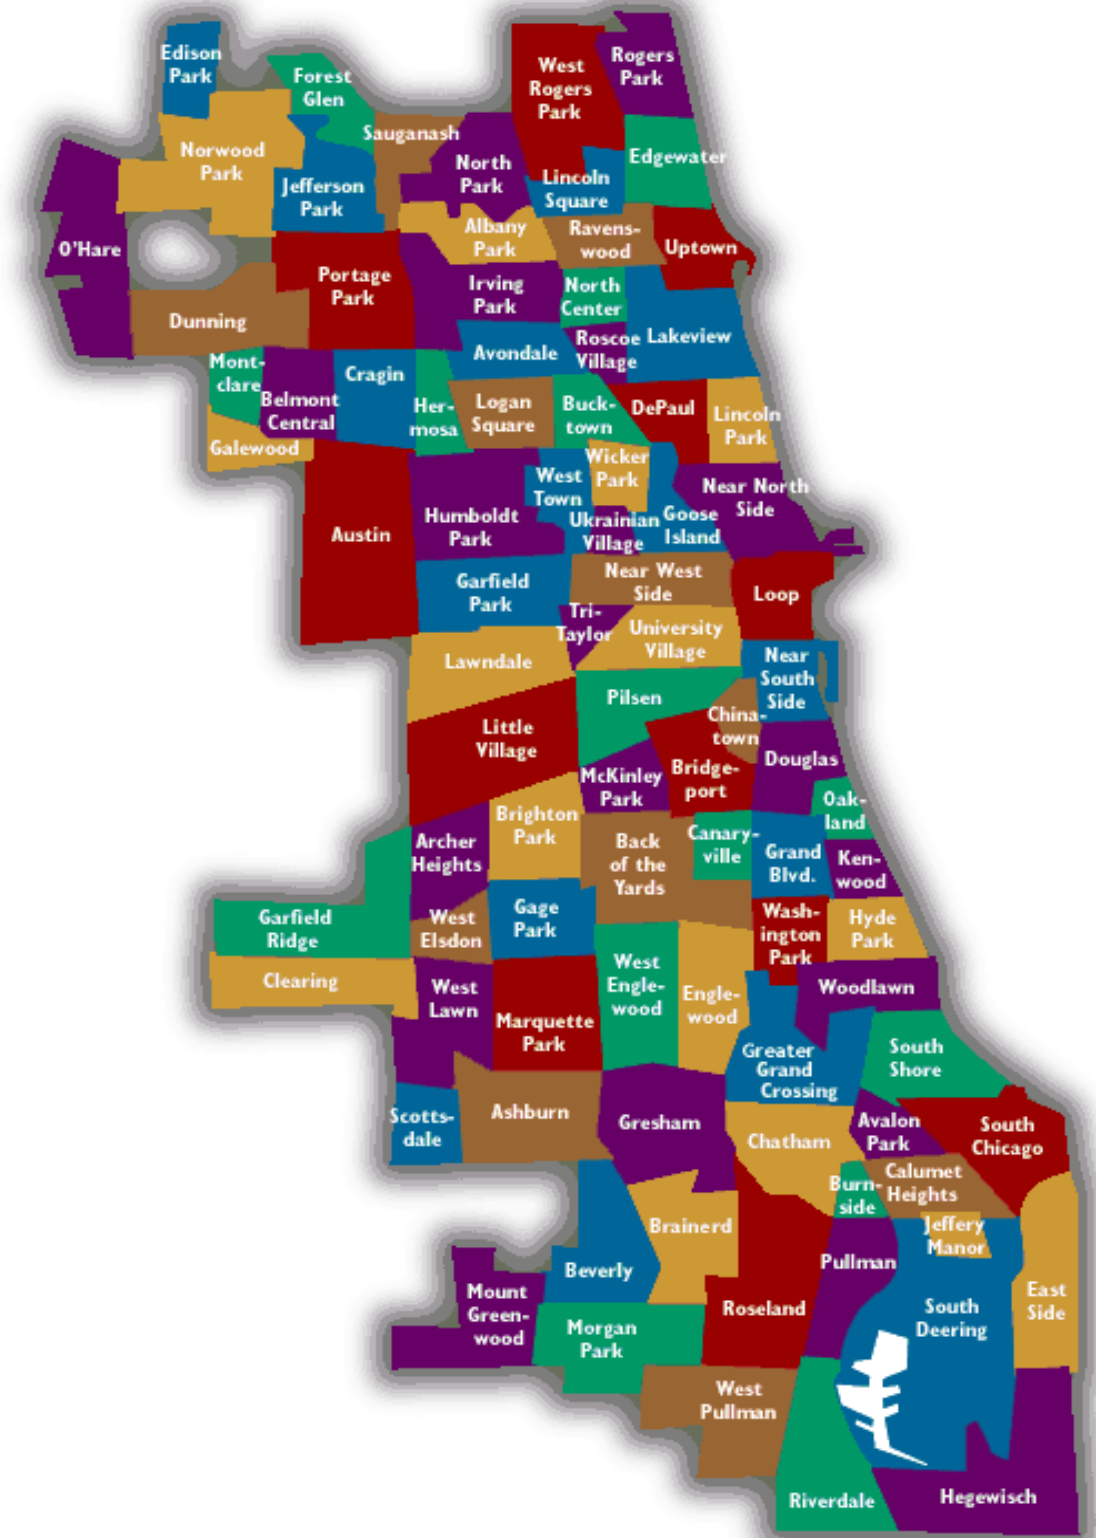 Edison
Park
Forest
Glen
West
Rogers
Park
Rogers
Park
Norwood
Park
Sauganash
Jefferson
Park
North
Park
Lincoln
Square
Edgewater
O'Hare
Albany
Park
Ravens-
wood
Uptown
Portage
Park
Irving
Park
North
Center
Dunning
Avondale
Roscoe
Village
Lakeview
Mont-
clare
Belmont
Central
Cragin
Her-
mosa
Logan
Square
Buck-
town
DePaul
Lincoln
Park
Galewood
Austin
Humboldt
Park
West
Town
Wicker
Park
Ukrainian
Village
Goose
Island
Near North
Side
Garfield
Park
Near West
Side
Loop
Tri-
Taylor
University
Village
Lawndale
Near
South
Side
Pilsen
Little
Village
China-
town
McKinley
Park
Bridge-
port
Douglas
Oak-
land
Brighton
Park
Archer
Heights
Back
of the
Yards
Canary-
ville
Grand
Blvd.
Ken-
wood
Garfield
Ridge
West
Elsdon
Gage
Park
Wash-
ington
Park
Hyde
Park
Clearing
West
Lawn
Marquette
Park
West
Engle-
wood
Engle-
wood
Woodlawn
Greater
Grand
Crossing
South
Shore
Scotts-
dale
Ashburn
Gresham
Chatham
Avalon
Park
South
Chicago
Burn-
side
Calumet
Heights
Brainerd
Jeffery
Manor
Beverly
Pullman
Mount
Green-
wood
Morgan
Park
Roseland
South
Deering
East
Side
West
Pullman
Riverdale
Hegewisch